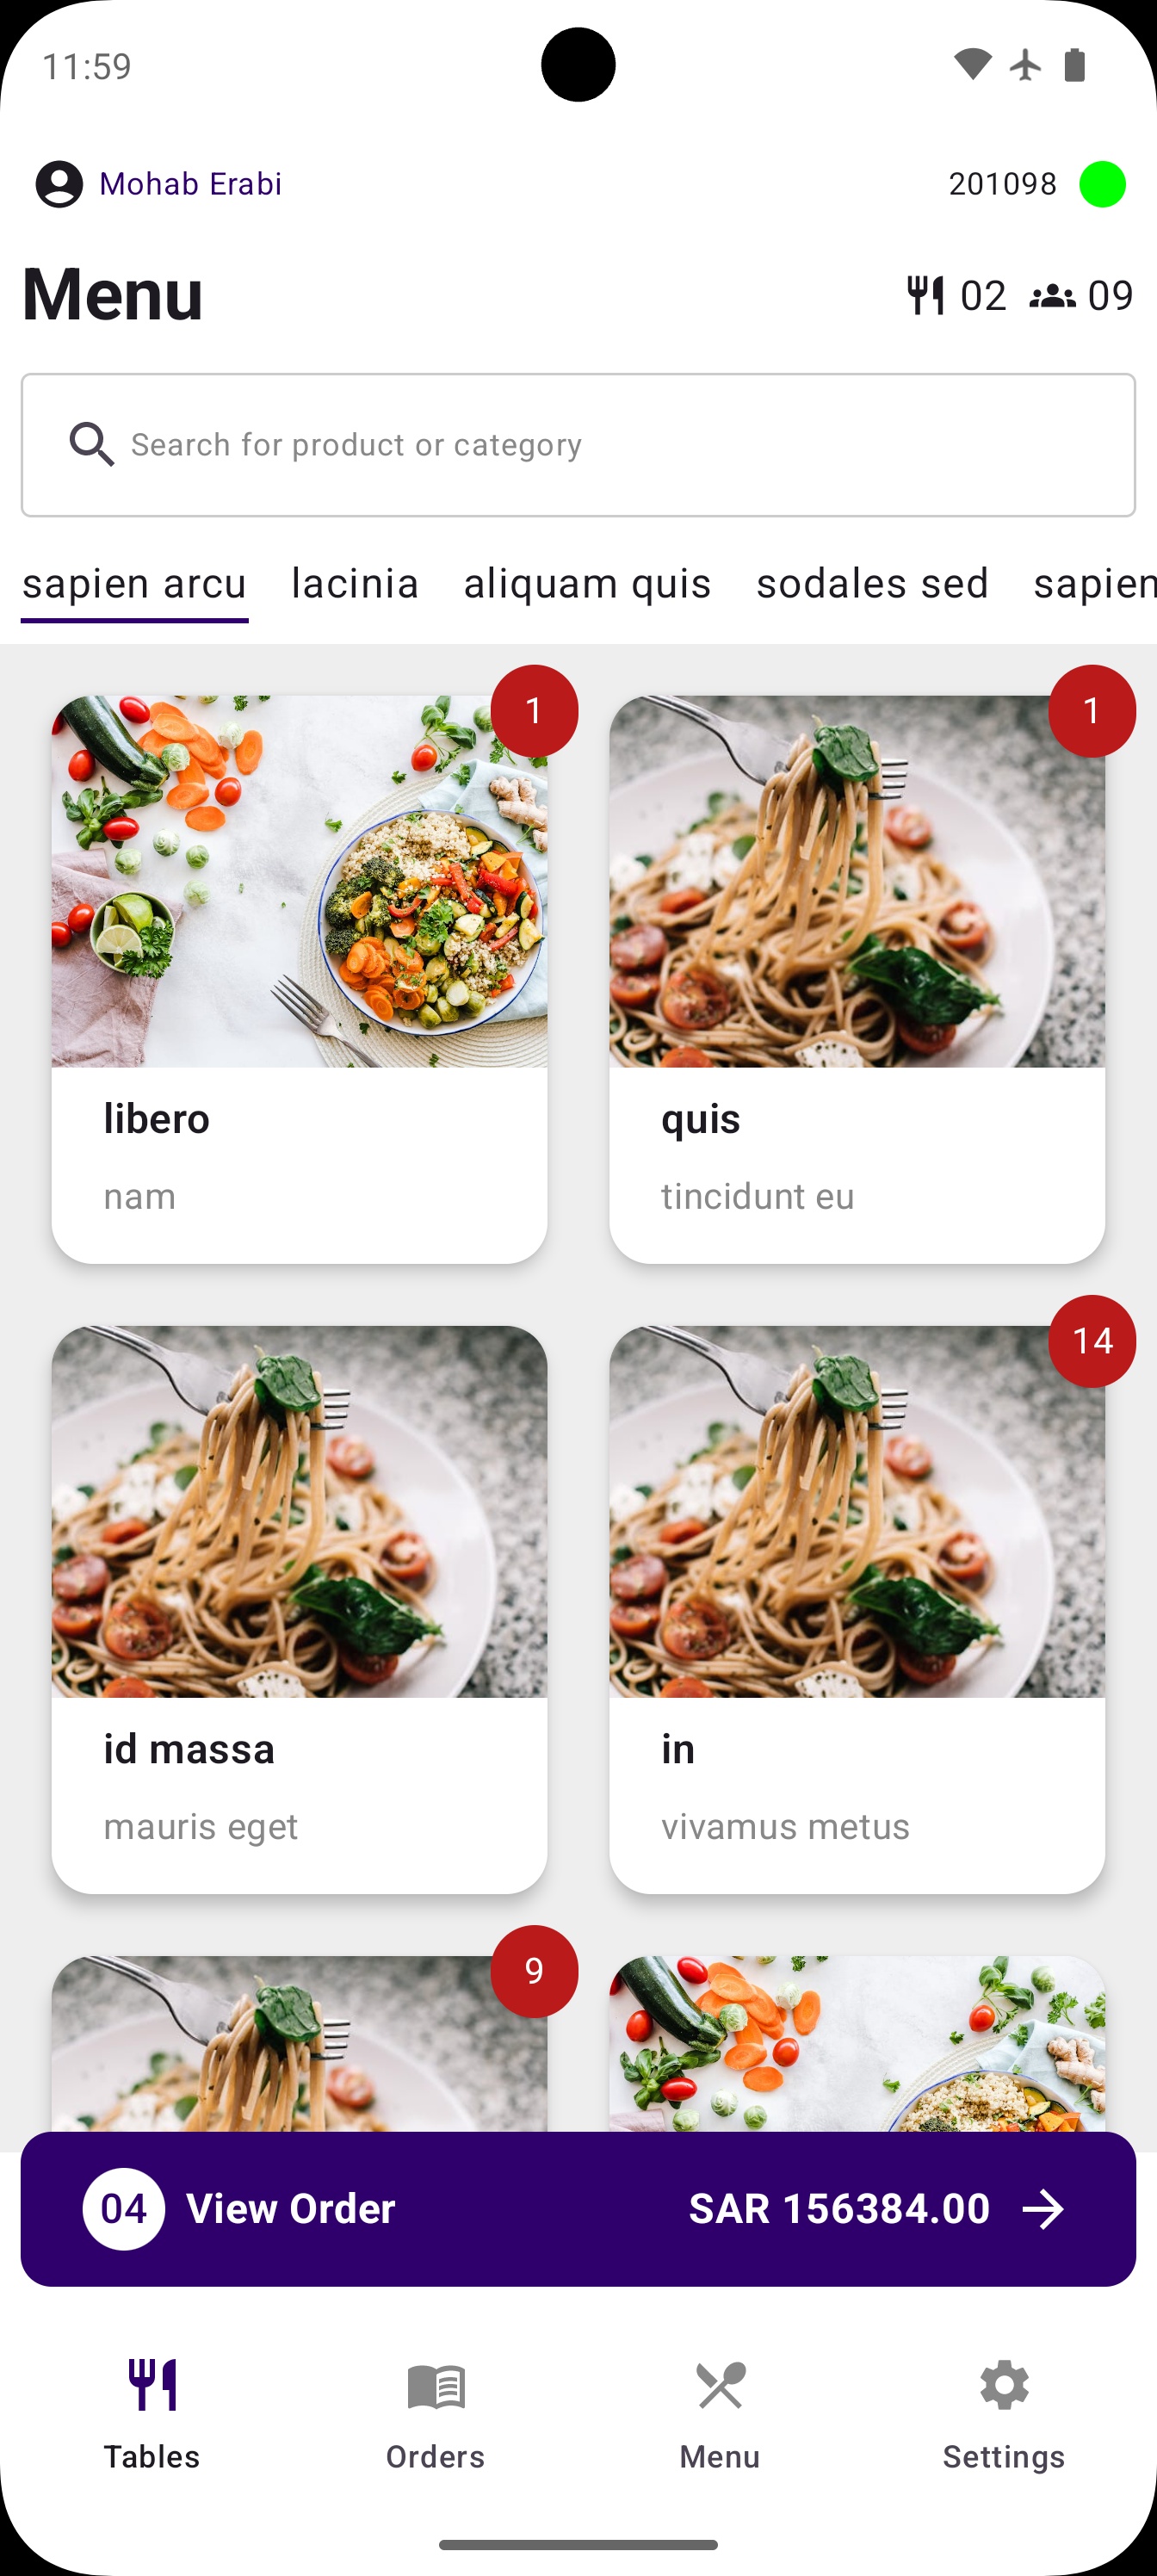 11:59
Mohab Erabi 201098
Menu 02 09
Search for product or category
sapien arcu lacinia aliquam quis sodales sed sapien
1 1
libero quis
nam tincidunt eu
14
id massa in
mauris eget vivamus metus
9
04 View Order SAR 156384.00
Tables Orders Menu Settings